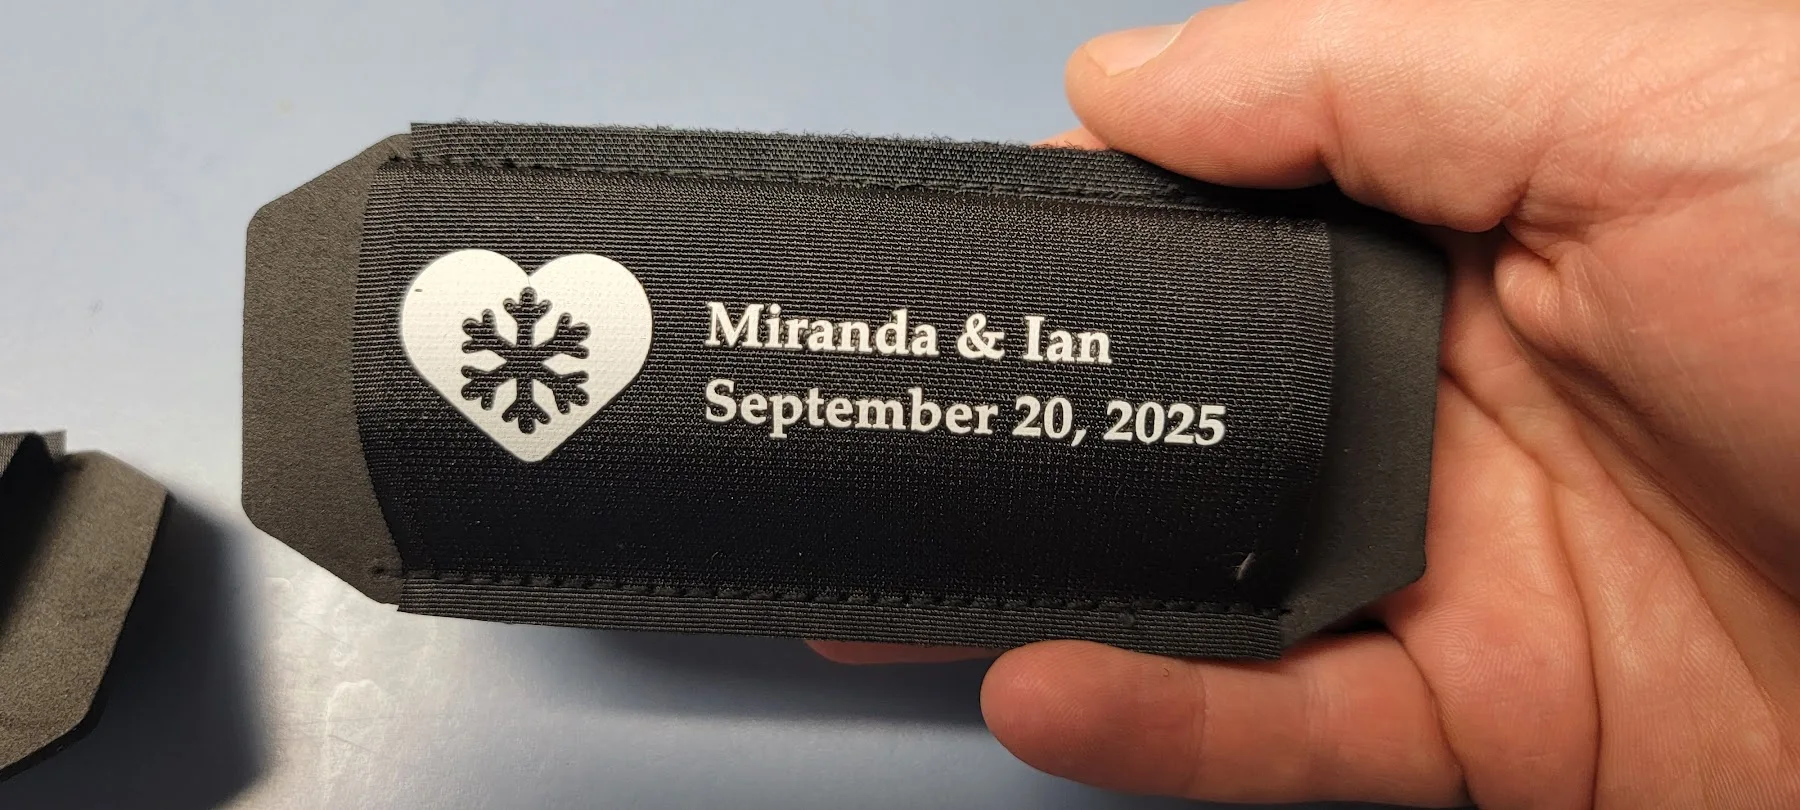 Miranda & Ian
September 20, 2025